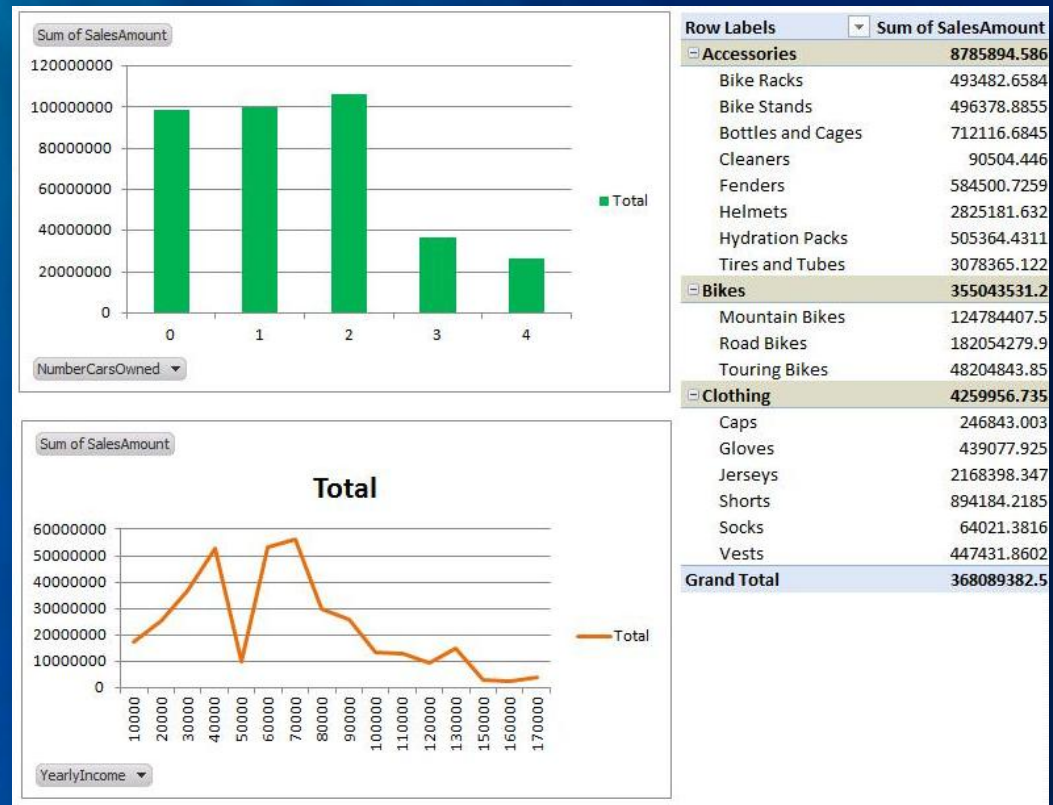 Sum of SalesAmount
120000000
100000000
80000000
60000000
40000000
20000000
0
0 1 2 3 4
Total
NumberCarsOwned
Sum of SalesAmount
Total
60000000
50000000
40000000
30000000
20000000
10000000
0
10000 20000 30000 40000 50000 60000 70000 80000 90000 100000 110000 120000 130000 150000 160000 170000
Total
YearlyIncome
Row Labels Sum of SalesAmount
Accessories 8785894.586
Bike Racks 493482.6584
Bike Stands 496378.8855
Bottles and Cages 712116.6845
Cleaners 90504.446
Fenders 584500.7259
Helmets 2825181.632
Hydration Packs 505364.4311
Tires and Tubes 3078365.122
Bikes 355043531.2
Mountain Bikes 124784407.5
Road Bikes 182054279.9
Touring Bikes 48204843.85
Clothing 4259956.735
Caps 246843.003
Gloves 439077.925
Jerseys 2168398.347
Shorts 894184.2185
Socks 64021.3816
Vests 447431.8602
Grand Total 368089382.5